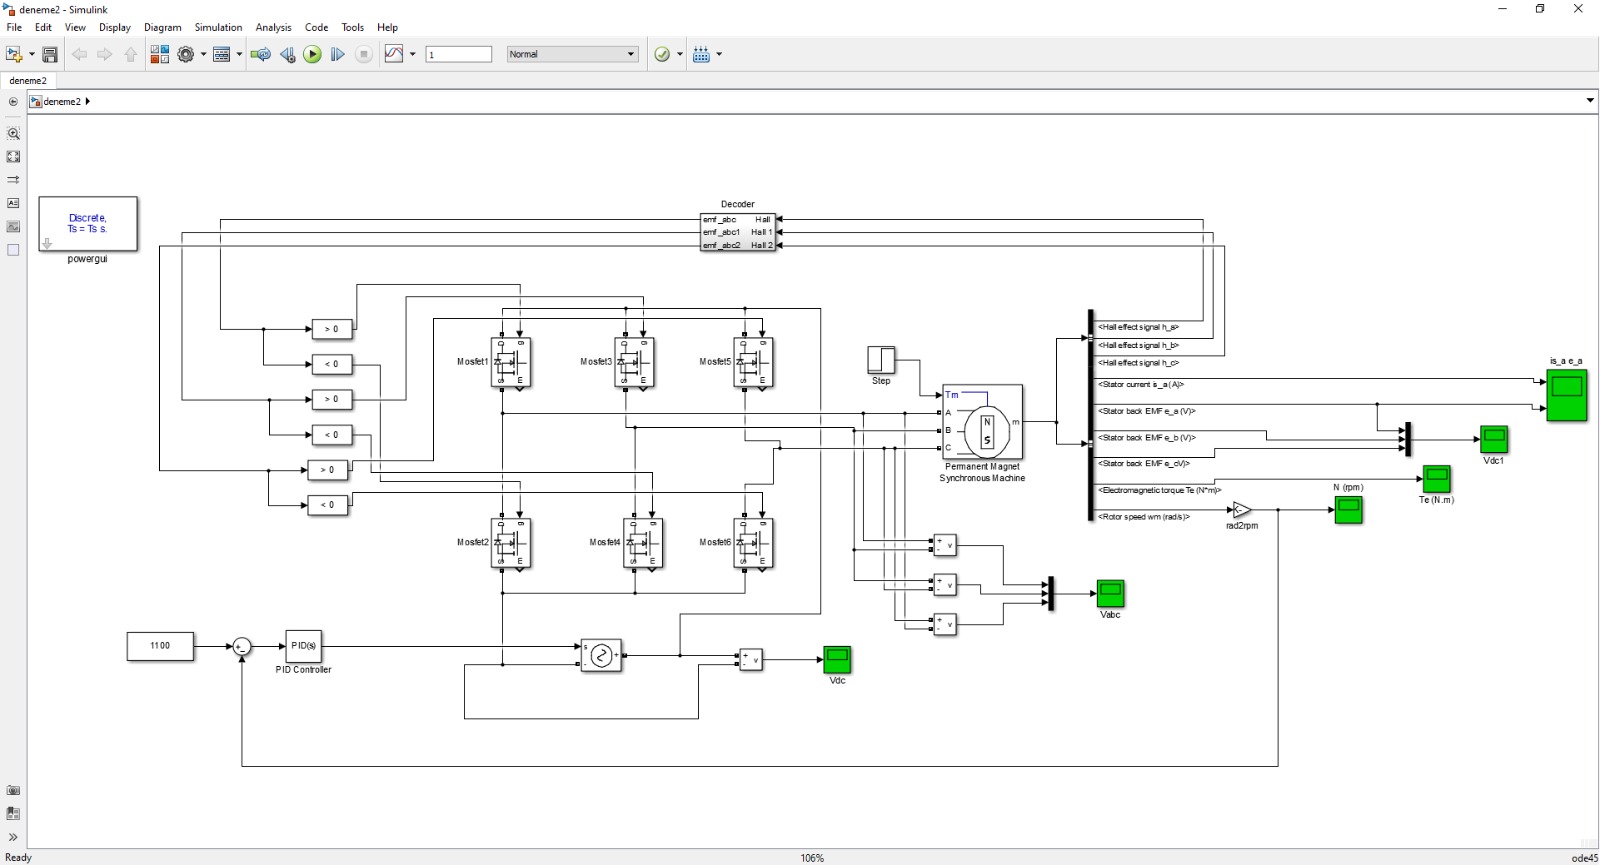 deneme2 - Simulink
File Edit View Display Diagram Simulation Analysis Code Tools Help
1 Normal
deneme2
deneme2
Discrete,
Ts = Ts s.
powergui
Decoder
emf_abc Hall
emf_abc1 Hall 1
emf_abc2 Hall 2
> 0
< 0
> 0
< 0
> 0
< 0
Mosfet1
Mosfet3
Mosfet5
g D S E
g D S E
g D S E
Mosfet2
Mosfet4
Mosfet6
g D S E
g D S E
g D S E
Step
Tm
A
B
C
m
N
S
Permanent Magnet
Synchronous Machine
<Hall effect signal h_a>
<Hall effect signal h_b>
<Hall effect signal h_c>
<Stator current is_a (A)>
<Stator back EMF e_a (V)>
<Stator back EMF e_b (V)>
<Stator back EMF e_cV)>
<Electromagnetic torque Te (N*m)>
<Rotor speed wm (rad/s)>
is_a e_a
Vdc1
Te (N.m)
N (rpm)
rad2rpm
+ - v
+ - v
+ - v
Vabc
1100
+ -
PID(s)
PID Controller
s - +
+ - v
Vdc
Ready 106% ode45